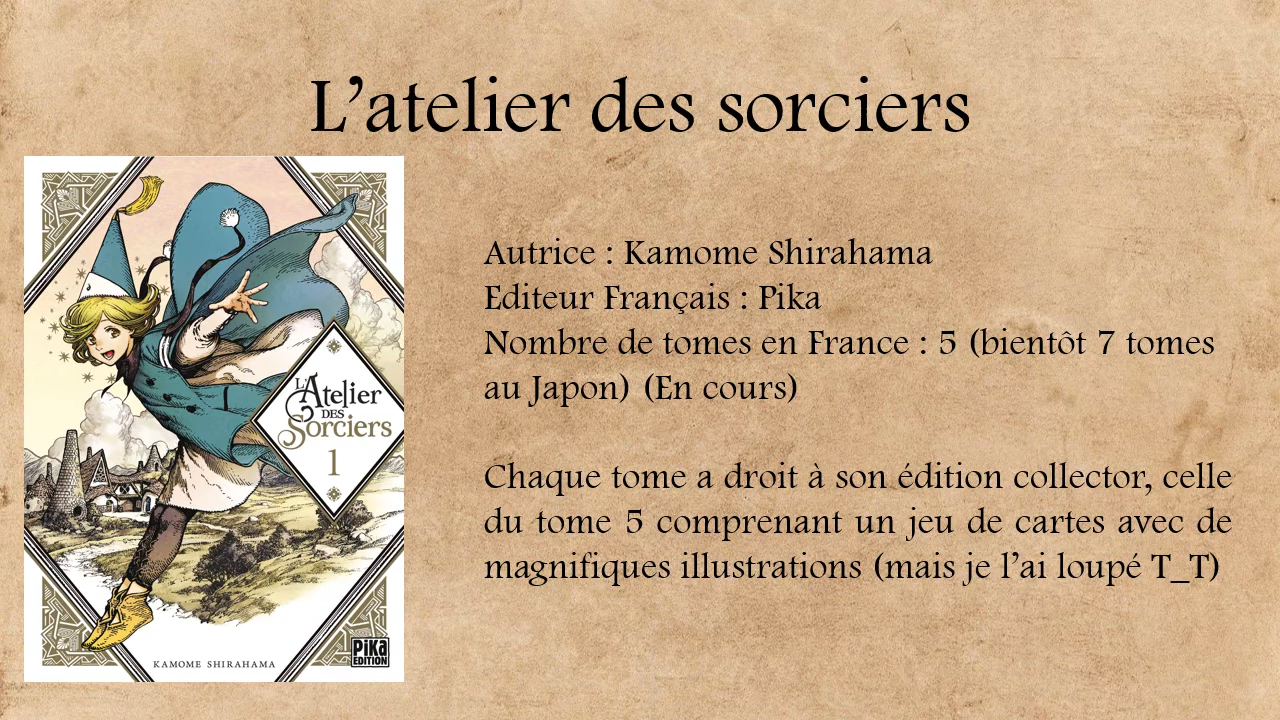 L’atelier des sorciers
L'Atelier
DES
Sorciers
1
KAMOME SHIRAHAMA
PiKa
EDITION
Autrice : Kamome Shirahama
Editeur Français : Pika
Nombre de tomes en France : 5 (bientôt 7 tomes
au Japon) (En cours)
Chaque tome a droit à son édition collector, celle
du tome 5 comprenant un jeu de cartes avec de
magnifiques illustrations (mais je l’ai loupé T_T)